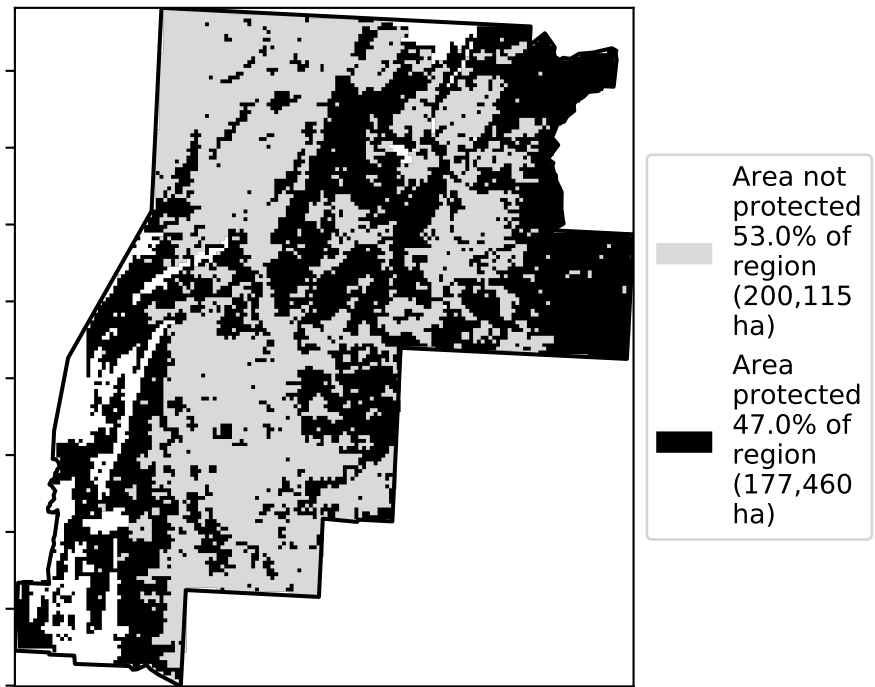 Area not
protected
53.0% of
region
(200,115
ha)
Area
protected
47.0% of
region
(177,460
ha)